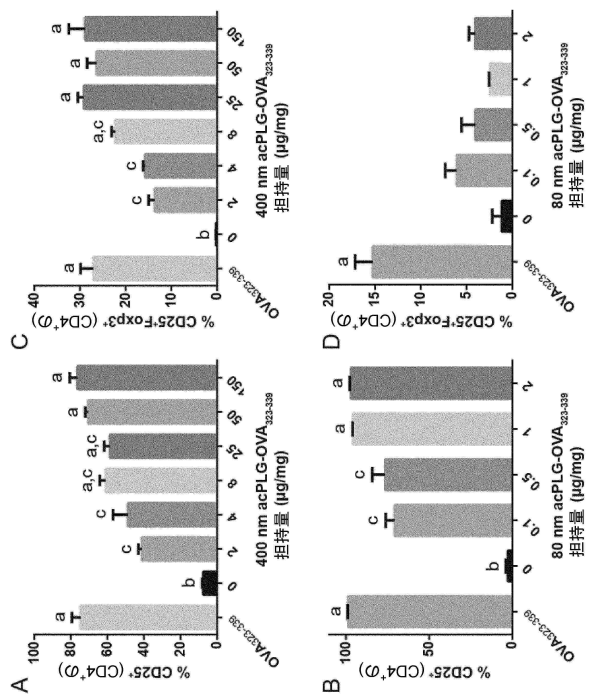 A
% CD25⁺
(CD4⁺の)
100
80
60
40
20
0
a b c c a,c a,c a a
OVA₃₂₃₋₃₃₉ 0 2 4 8 25 50 150
400 nm acPLG-OVA₃₂₃₋₃₃₉
担持量 (µg/mg)
C
% CD25⁺Foxp3⁺
(CD4⁺の)
40
30
20
10
0
a b c c a,c a a a
OVA₃₂₃₋₃₃₉ 0 2 4 8 25 50 150
400 nm acPLG-OVA₃₂₃₋₃₃₉
担持量 (µg/mg)
B
% CD25⁺
(CD4⁺の)
100
50
0
a b c c a a
OVA₃₂₃₋₃₃₉ 0 0.1 0.5 1 2
80 nm acPLG-OVA₃₂₃₋₃₃₉
担持量 (µg/mg)
D
% CD25⁺Foxp3⁺
(CD4⁺の)
20
15
10
5
0
a
OVA₃₂₃₋₃₃₉ 0 0.1 0.5 1 2
80 nm acPLG-OVA₃₂₃₋₃₃₉
担持量 (µg/mg)